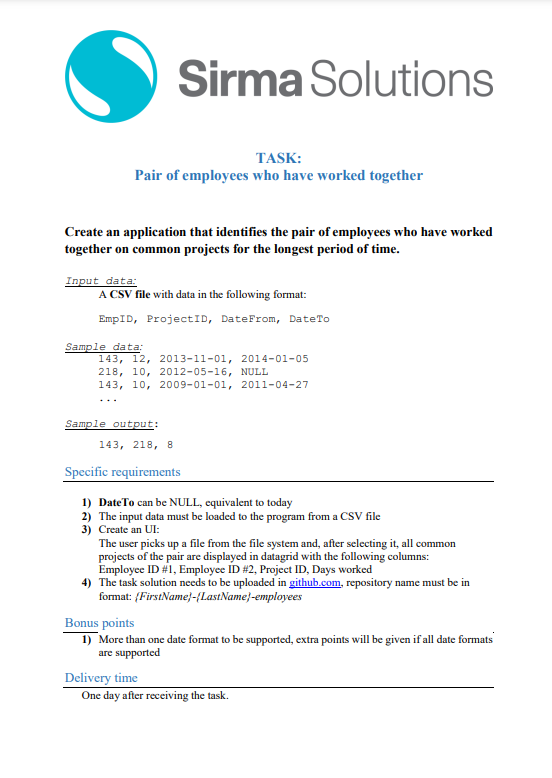 Sirma Solutions
TASK:
Pair of employees who have worked together
Create an application that identifies the pair of employees who have worked
together on common projects for the longest period of time.
Input data:
A CSV file with data in the following format:
EmpID, ProjectID, DateFrom, DateTo
Sample data:
143, 12, 2013-11-01, 2014-01-05
218, 10, 2012-05-16, NULL
143, 10, 2009-01-01, 2011-04-27
...
Sample output:
143, 218, 8
Specific requirements
1) DateTo can be NULL, equivalent to today
2) The input data must be loaded to the program from a CSV file
3) Create an UI:
The user picks up a file from the file system and, after selecting it, all common
projects of the pair are displayed in datagrid with the following columns:
Employee ID #1, Employee ID #2, Project ID, Days worked
4) The task solution needs to be uploaded in github.com, repository name must be in
format: {FirstName}-{LastName}-employees
Bonus points
1) More than one date format to be supported, extra points will be given if all date formats
are supported
Delivery time
One day after receiving the task.